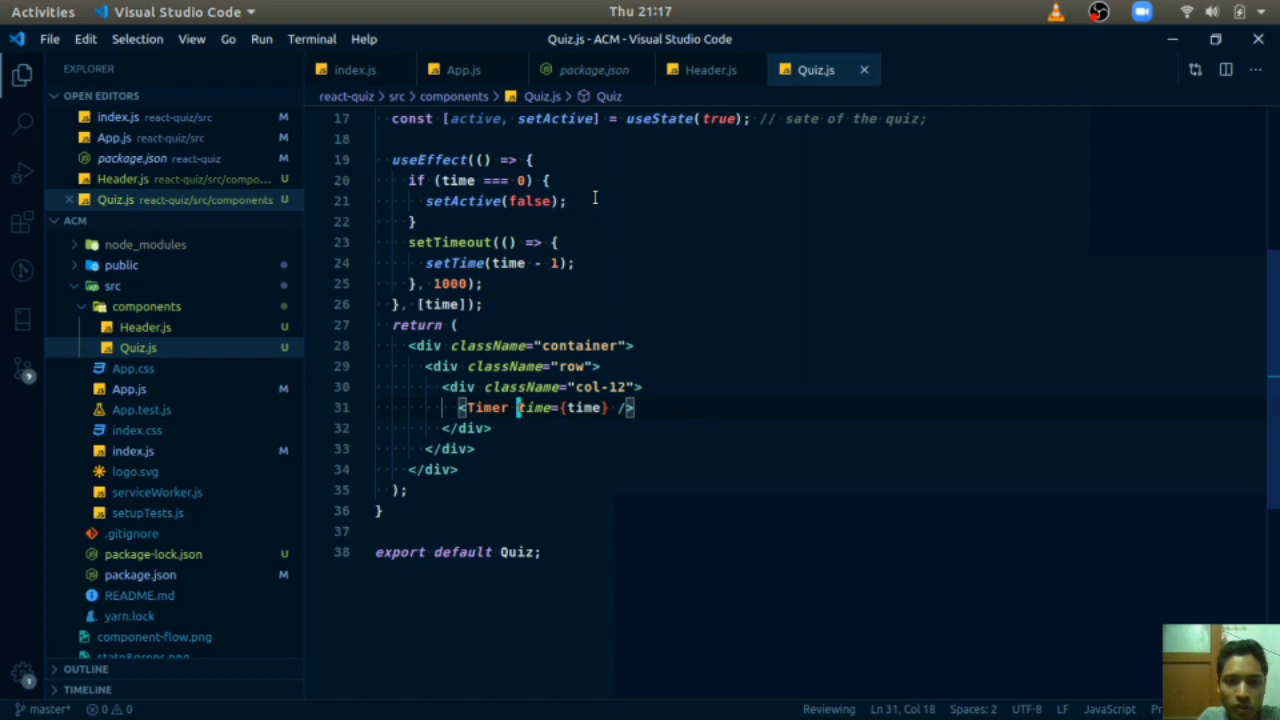 Activities
Visual Studio Code
Thu 21:17
File Edit Selection View Go Run Terminal Help
Quiz.js - ACM - Visual Studio Code
EXPLORER
index.js
App.js
package.json
Header.js
Quiz.js
OPEN EDITORS
react-quiz > src > components > Quiz.js > Quiz
index.js react-quiz/src M
App.js react-quiz/src M
package.json react-quiz
Header.js react-quiz/src/compo... U
Quiz.js react-quiz/src/components U
ACM
node_modules
public
src
components
Header.js U
Quiz.js U
App.css
App.js M
App.test.js
index.css
index.js M
logo.svg
serviceWorker.js
setupTests.js
.gitignore
package-lock.json U
package.json M
README.md
yarn.lock
component-flow.png
state&props.png
OUTLINE
TIMELINE
17 const [active, setActive] = useState(true); // sate of the quiz;
18
19 useEffect(() => {
20 if (time === 0) {
21 setActive(false);
22 }
23 setTimeout(() => {
24 setTime(time - 1);
25 }, 1000);
26 }, [time]);
27 return (
28 <div className="container">
29 <div className="row">
30 <div className="col-12">
31 <Timer time={time} />
32 </div>
33 </div>
34 </div>
35 );
36 }
37
38 export default Quiz;
9
1
master* 0 0
Reviewing Ln 31, Col 18 Spaces: 2 UTF-8 LF JavaScript